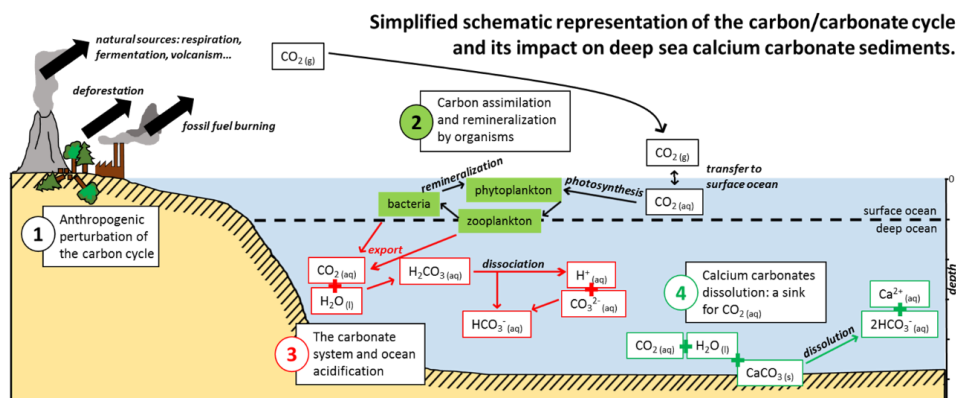 Simplified schematic representation of the carbon/carbonate cycle
and its impact on deep sea calcium carbonate sediments.
natural sources: respiration,
fermentation, volcanism...
CO2 (g)
deforestation
fossil fuel burning
2
Carbon assimilation
and remineralization
by organisms
CO2 (g)
transfer to
surface ocean
CO2 (aq)
photosynthesis
remineralization
phytoplankton
bacteria
zooplankton
0
surface ocean
deep ocean
depth
1
Anthropogenic
perturbation of
the carbon cycle
export
CO2 (aq)
H2O (l)
H2CO3 (aq)
dissociation
H+(aq)
CO32-(aq)
HCO3-(aq)
3
The carbonate
system and ocean
acidification
4
Calcium carbonates
dissolution: a sink
for CO2 (aq)
Ca2+(aq)
2HCO3-(aq)
dissolution
CO2 (aq)
H2O (l)
CaCO3 (s)